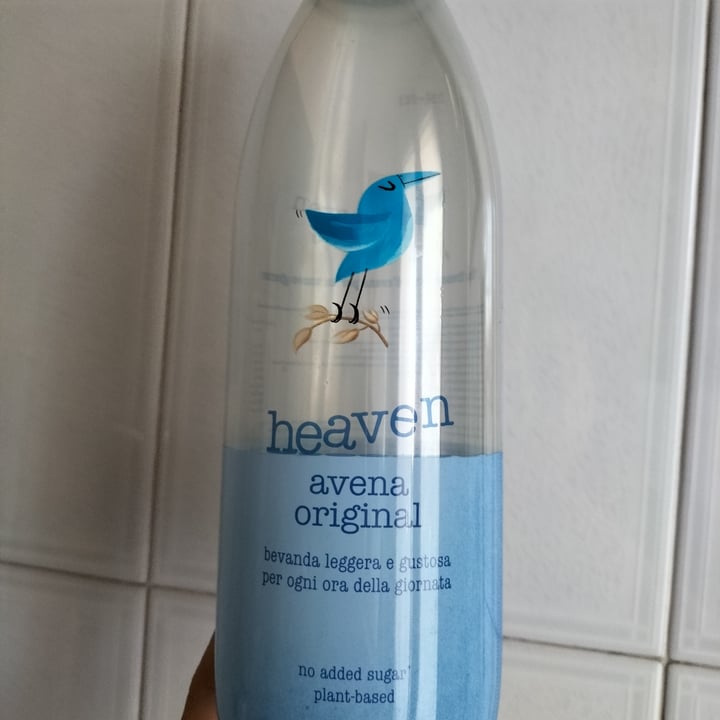 heaven
avena
original
bevanda leggera e gustosa
per ogni ora della giornata
no added sugar*
plant-based